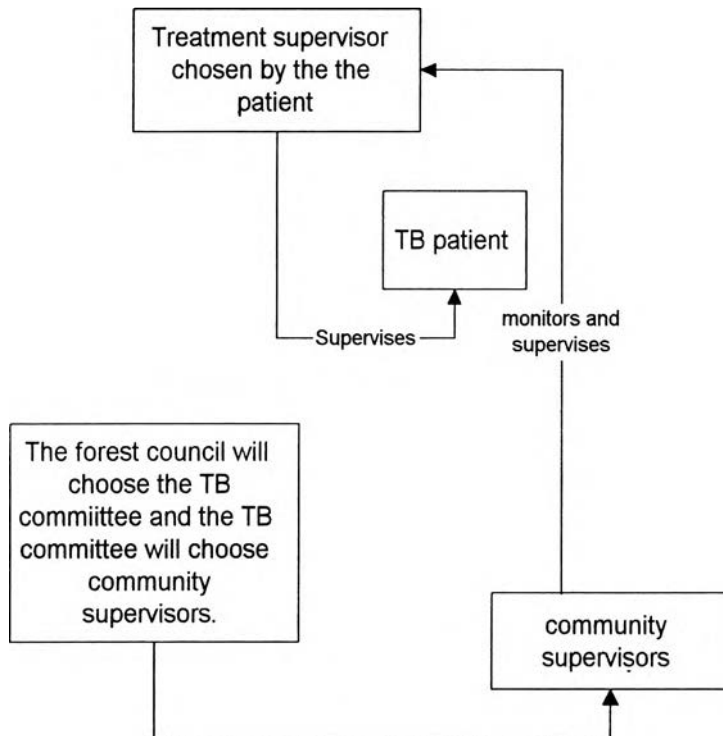 Treatment supervisor
chosen by the the
patient
TB patient
Supervises
monitors and
supervises
The forest council will
choose the TB
commiittee and the TB
committee will choose
community
supervisors.
community
supervisors